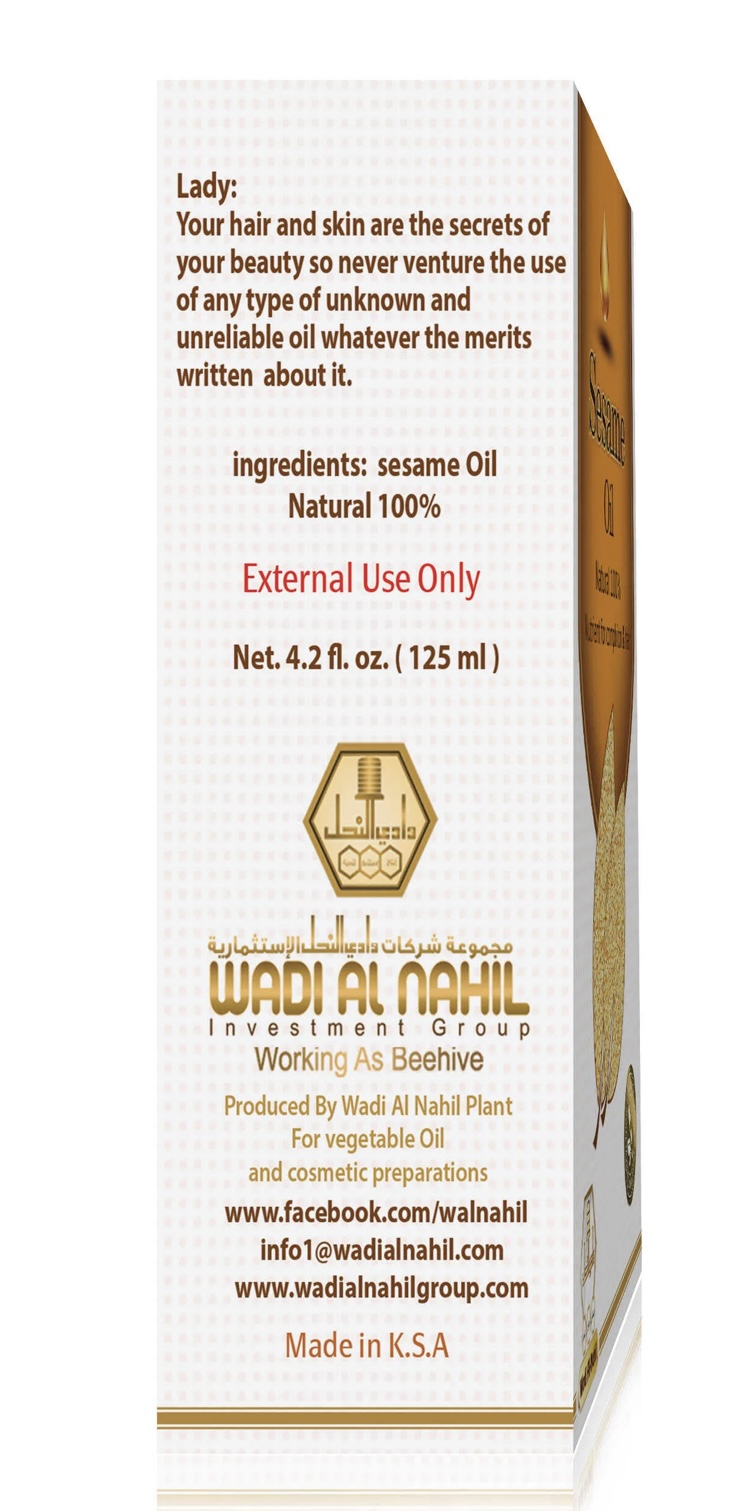 Lady:
Your hair and skin are the secrets of
your beauty so never venture the use
of any type of unknown and
unreliable oil whatever the merits
written about it.
ingredients: sesame Oil
Natural 100%
External Use Only
Net. 4.2 fl. oz. ( 125 ml )
وادي النحل
مجموعة شركات وادي النحل الإستثمارية
WADI AL NAHIL
Investment Group
Working As Beehive
Produced By Wadi Al Nahil Plant
For vegetable Oil
and cosmetic preparations
www.facebook.com/walnahil
info1@wadialnahil.com
www.wadialnahilgroup.com
Made in K.S.A
Sesame
Oil
Natural 100%